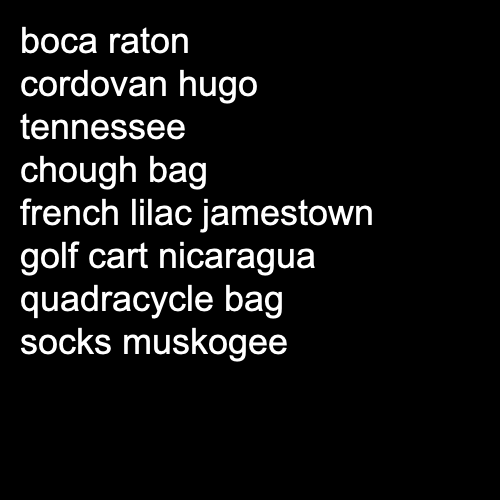 boca raton
cordovan hugo
tennessee
chough bag
french lilac jamestown
golf cart nicaragua
quadracycle bag
socks muskogee